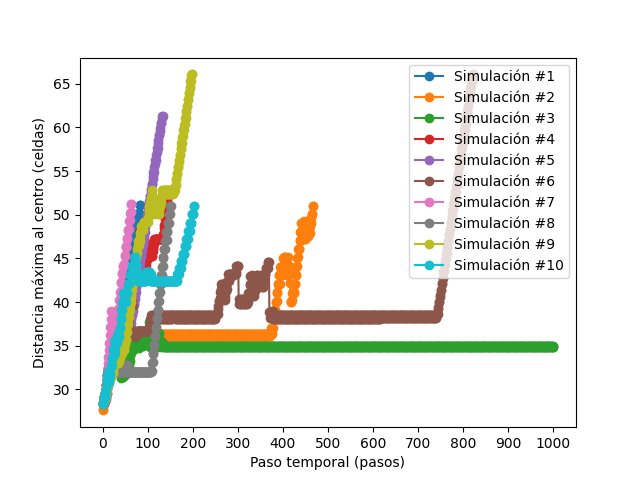 Distancia máxima al centro (celdas)
65
60
55
50
45
40
35
30
Simulación #1
Simulación #2
Simulación #3
Simulación #4
Simulación #5
Simulación #6
Simulación #7
Simulación #8
Simulación #9
Simulación #10
0 100 200 300 400 500 600 700 800 900 1000
Paso temporal (pasos)